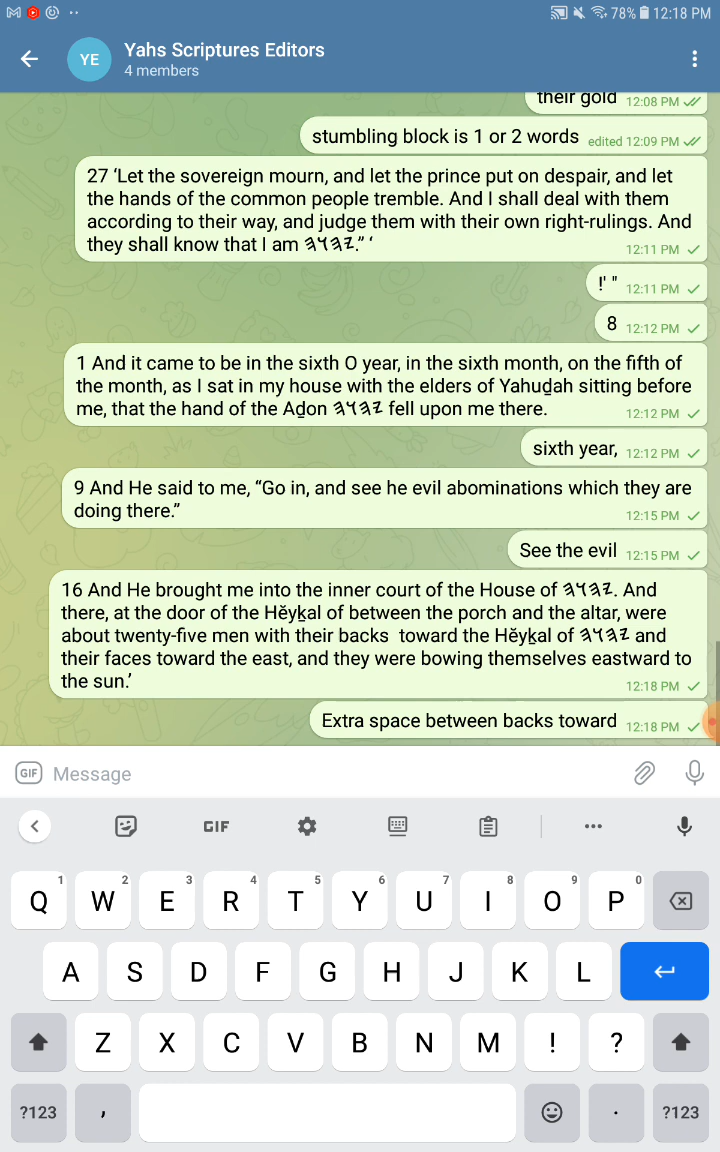 78% 12:18 PM
YE
Yahs Scriptures Editors
4 members
their gold 12:08 PM
stumbling block is 1 or 2 words edited 12:09 PM
27 ‘Let the sovereign mourn, and let the prince put on despair, and let
the hands of the common people tremble. And I shall deal with them
according to their way, and judge them with their own right-rulings. And
they shall know that I am 𐤉𐤄𐤅𐤄.” ‘
12:11 PM
!' " 12:11 PM
8 12:12 PM
1 And it came to be in the sixth O year, in the sixth month, on the fifth of
the month, as I sat in my house with the elders of Yahuḏah sitting before
me, that the hand of the Aḏon 𐤉𐤄𐤅𐤄 fell upon me there.
12:12 PM
sixth year, 12:12 PM
9 And He said to me, “Go in, and see he evil abominations which they are
doing there.”
12:15 PM
See the evil 12:15 PM
16 And He brought me into the inner court of the House of 𐤉𐤄𐤅𐤄. And
there, at the door of the Hĕyḵal of between the porch and the altar, were
about twenty-five men with their backs  toward the Hĕyḵal of 𐤉𐤄𐤅𐤄 and
their faces toward the east, and they were bowing themselves eastward to
the sun.’
12:18 PM
Extra space between backs toward 12:18 PM
GIF Message
GIF
1 2 3 4 5 6 7 8 9 0
Q W E R T Y U I O P
A S D F G H J K L
Z X C V B N M ! ?
?123 , . ?123